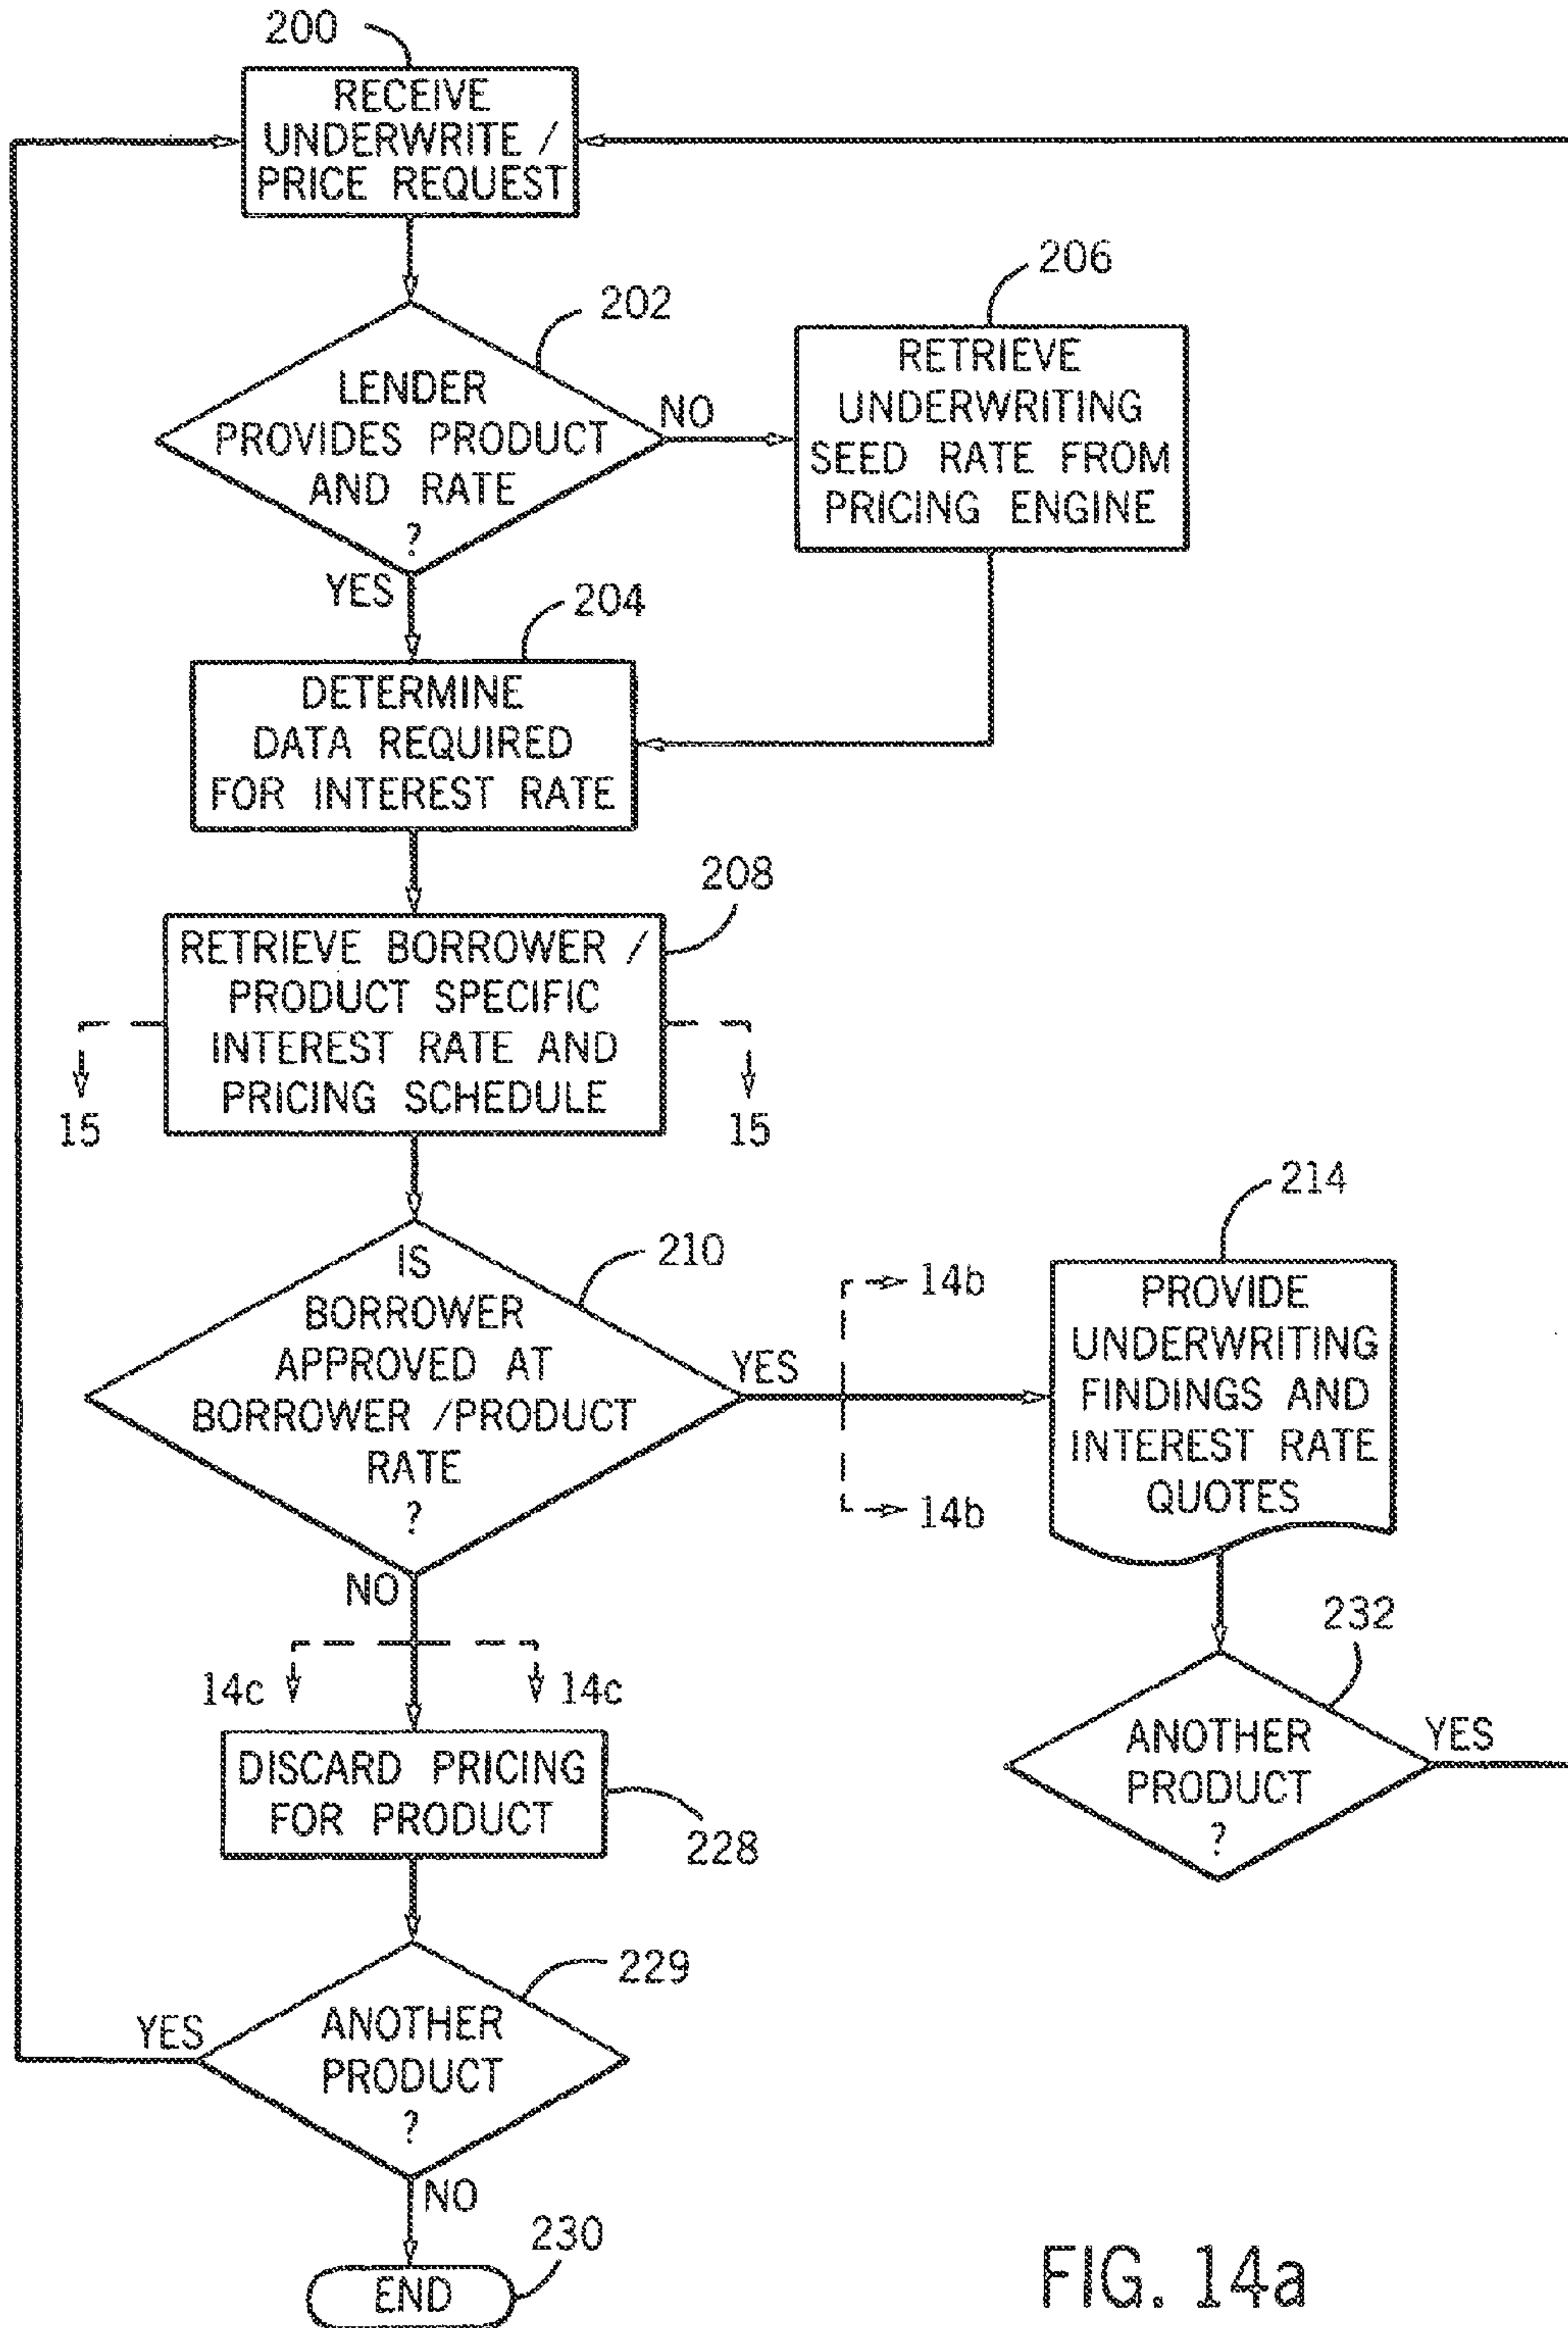 200
RECEIVE
UNDERWRITE /
PRICE REQUEST
202
LENDER
PROVIDES PRODUCT
AND RATE
?
NO
YES
206
RETRIEVE
UNDERWRITING
SEED RATE FROM
PRICING ENGINE
204
DETERMINE
DATA REQUIRED
FOR INTEREST RATE
208
RETRIEVE BORROWER /
PRODUCT SPECIFIC
INTEREST RATE AND
PRICING SCHEDULE
15
15
210
IS
BORROWER
APPROVED AT
BORROWER /PRODUCT
RATE
?
YES
NO
14b
14b
214
PROVIDE
UNDERWRITING
FINDINGS AND
INTEREST RATE
QUOTES
232
ANOTHER
PRODUCT
?
YES
14c
14c
DISCARD PRICING
FOR PRODUCT
228
229
ANOTHER
PRODUCT
?
YES
NO
230
END
FIG. 14a